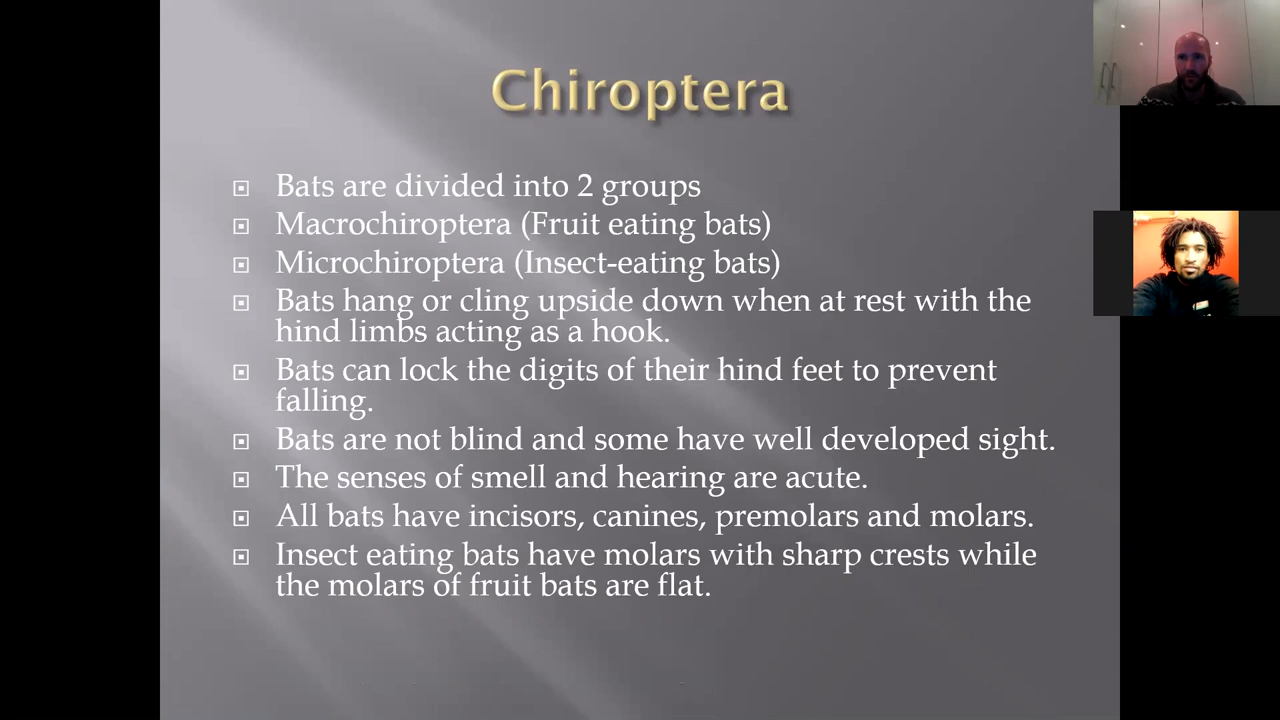 Chiroptera
Bats are divided into 2 groups
Macrochiroptera (Fruit eating bats)
Microchiroptera (Insect-eating bats)
Bats hang or cling upside down when at rest with the
hind limbs acting as a hook.
Bats can lock the digits of their hind feet to prevent
falling.
Bats are not blind and some have well developed sight.
The senses of smell and hearing are acute.
All bats have incisors, canines, premolars and molars.
Insect eating bats have molars with sharp crests while
the molars of fruit bats are flat.